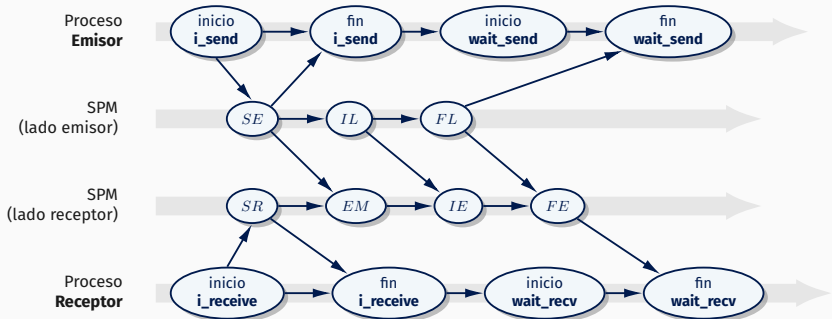 Proceso
Emisor
inicio
i_send
fin
i_send
inicio
wait_send
fin
wait_send
SPM
(lado emisor)
SE
IL
FL
SPM
(lado receptor)
SR
EM
IE
FE
Proceso
Receptor
inicio
i_receive
fin
i_receive
inicio
wait_recv
fin
wait_recv